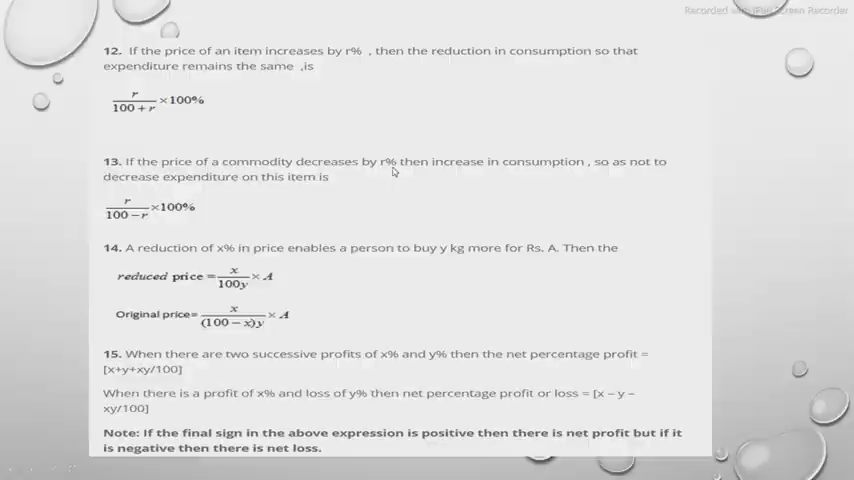 Recorded with iFun Screen Recorder
12. If the price of an item increases by r% , then the reduction in consumption so that
expenditure remains the same ,is
r/(100 + r) ×100%
13. If the price of a commodity decreases by r% then increase in consumption , so as not to
decrease expenditure on this item is
r/(100 − r) ×100%
14. A reduction of x% in price enables a person to buy y kg more for Rs. A. Then the
reduced price = x/(100y) × A
Original price= x/((100 − x)y) × A
15. When there are two successive profits of x% and y% then the net percentage profit =
[x+y+xy/100]
When there is a profit of x% and loss of y% then net percentage profit or loss = [x – y –
xy/100]
Note: If the final sign in the above expression is positive then there is net profit but if it
is negative then there is net loss.